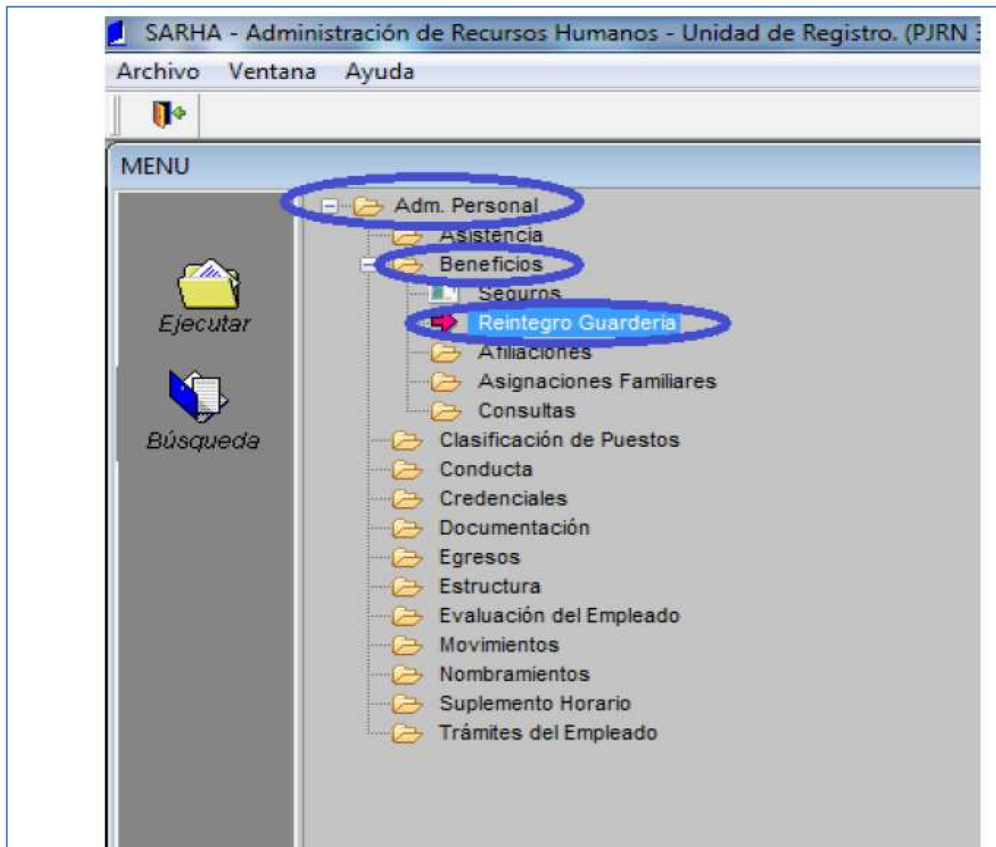 SARHA - Administración de Recursos Humanos - Unidad de Registro. (PJRN
Archivo Ventana Ayuda
MENU
Adm. Personal
Asistencia
Beneficios
Seguros
Reintegro Guarderia
Afiliaciones
Asignaciones Familiares
Consultas
Clasificación de Puestos
Conducta
Credenciales
Documentación
Egresos
Estructura
Evaluación del Empleado
Movimientos
Nombramientos
Suplemento Horario
Trámites del Empleado
Ejecutar
Búsqueda